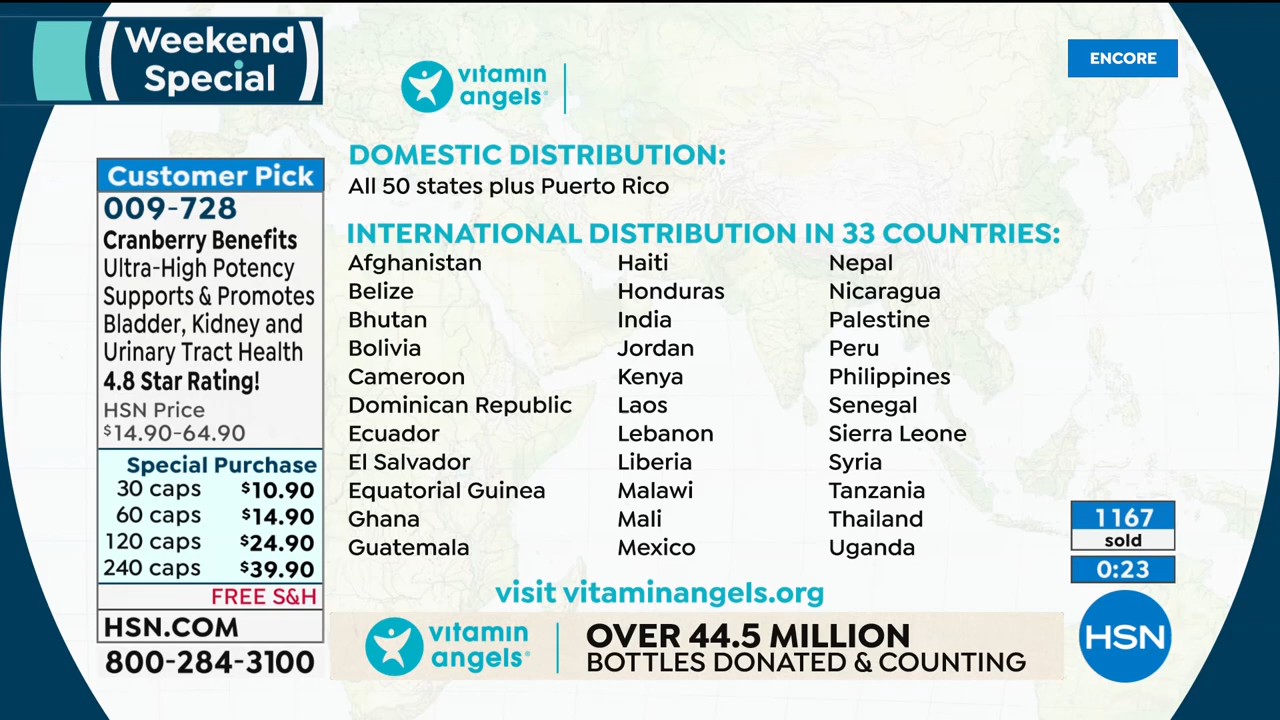 (Weekend Special)
ENCORE
vitamin angels®
DOMESTIC DISTRIBUTION:
All 50 states plus Puerto Rico
INTERNATIONAL DISTRIBUTION IN 33 COUNTRIES:
Afghanistan
Belize
Bhutan
Bolivia
Cameroon
Dominican Republic
Ecuador
El Salvador
Equatorial Guinea
Ghana
Guatemala
Haiti
Honduras
India
Jordan
Kenya
Laos
Lebanon
Liberia
Malawi
Mali
Mexico
Nepal
Nicaragua
Palestine
Peru
Philippines
Senegal
Sierra Leone
Syria
Tanzania
Thailand
Uganda
visit vitaminangels.org
Customer Pick
009-728
Cranberry Benefits
Ultra-High Potency
Supports & Promotes
Bladder, Kidney and
Urinary Tract Health
4.8 Star Rating!
HSN Price
$14.90-64.90
Special Purchase
30 caps $10.90
60 caps $14.90
120 caps $24.90
240 caps $39.90
FREE S&H
HSN.COM
800-284-3100
vitamin angels®
OVER 44.5 MILLION
BOTTLES DONATED & COUNTING
1167
sold
0:23
HSN